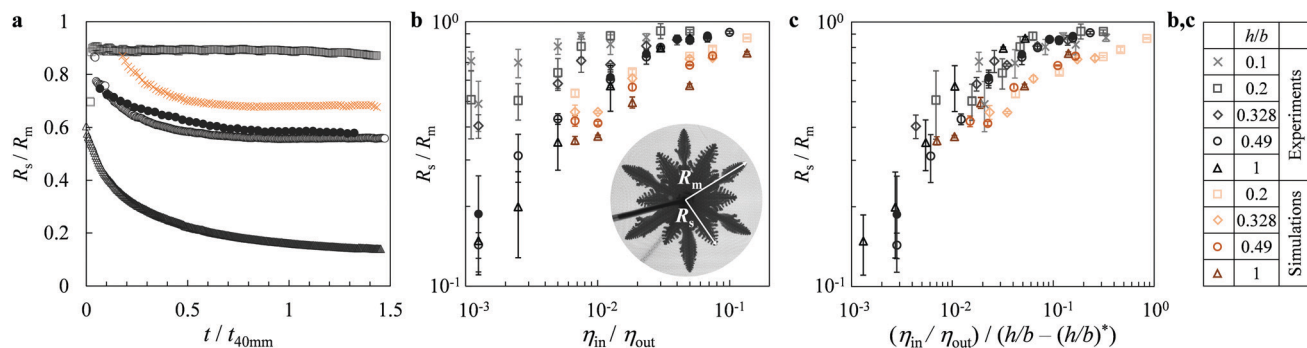 a
R_s / R_m
1
0.8
0.6
0.4
0.2
0
0 0.5 1 1.5
t / t_40mm
b
R_s / R_m
10^0
10^-1
10^-3 10^-2 10^-1
η_in / η_out
R_m
R_s
c
R_s / R_m
10^0
10^-1
10^-3 10^-2 10^-1 10^0
(η_in / η_out) / (h/b – (h/b)*)
b,c
h/b
0.1
0.2
0.328
0.49
1
Experiments
0.2
0.328
0.49
1
Simulations